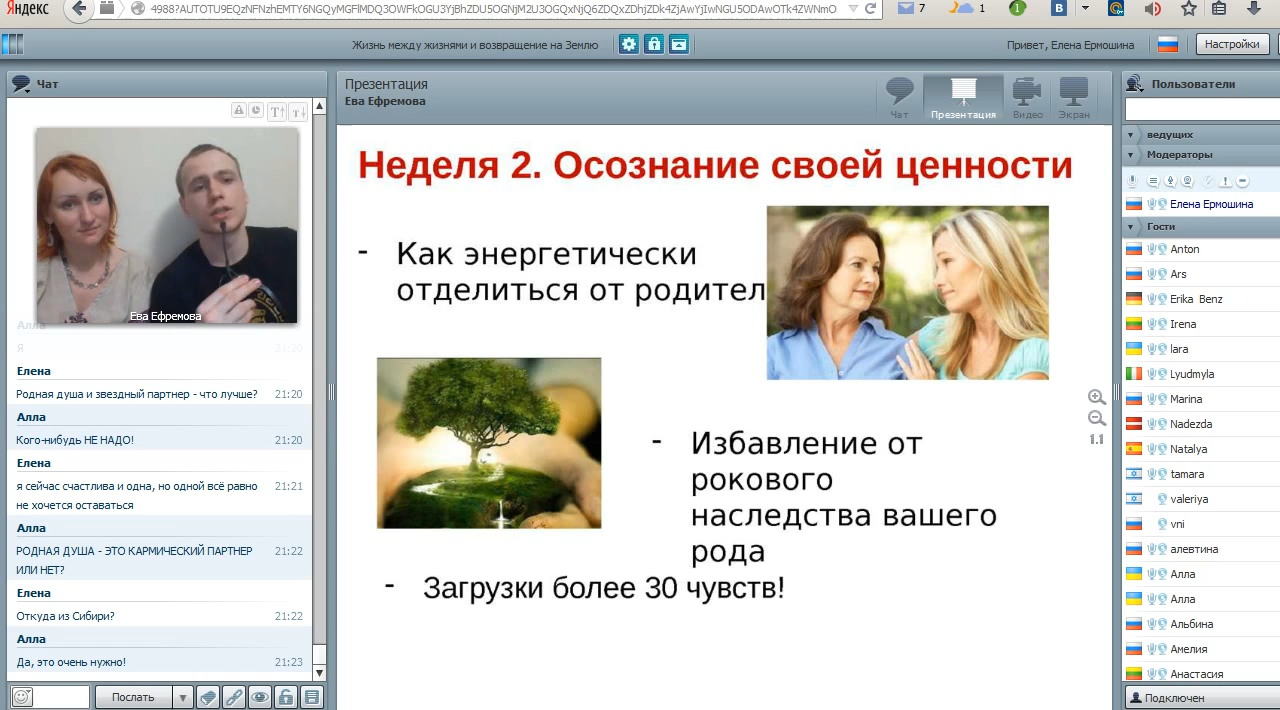 Яндекс
4988?AUTOTU9EQzNFNzhEMTY6NGQyMGFlMDQ3OWFkOGU3YjBhZDU5OGNjM2U3OGQxNjQ6ZDQxZDhjZDk4ZjAwYjIwNGU5ODAwOTk4ZWNmO
7
1
Жизнь между жизнями и возвращение на Землю
Привет, Елена Ермошина
Настройки
Чат
Ева Ефремова
Алла
Я 21:20
Елена
Родная душа и звездный партнер - что лучше? 21:20
Алла
Кого-нибудь НЕ НАДО! 21:20
Елена
я сейчас счастлива и одна, но одной всё равно 21:21
не хочется оставаться
Алла
РОДНАЯ ДУША - ЭТО КАРМИЧЕСКИЙ ПАРТНЕР 21:22
ИЛИ НЕТ?
Елена
Откуда из Сибири? 21:22
Алла
Да, это очень нужно! 21:23
Послать
Презентация
Ева Ефремова
Чат
Презентация
Видео
Экран
Неделя 2. Осознание своей ценности
- Как энергетически
отделиться от родител
- Избавление от
рокового
наследства вашего
рода
- Загрузки более 30 чувств!
1.1
Пользователи
ведущих
Модераторы
Елена Ермошина
Гости
Anton
Ars
Erika Benz
Irena
lara
Lyudmyla
Marina
Nadezda
Natalya
tamara
valeriya
vni
алевтина
Алла
Алла
Альбина
Амелия
Анастасия
Подключен